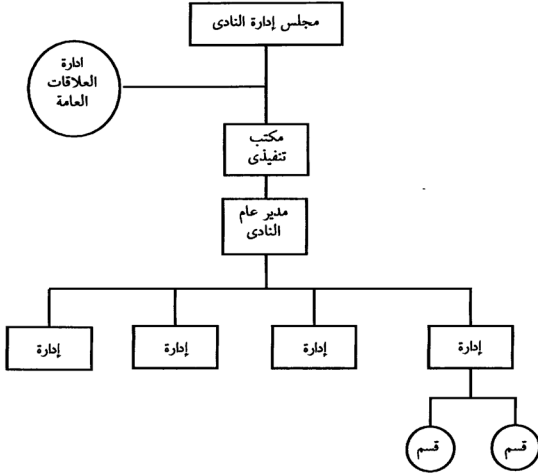 مجلس إدارة النادى
ادارة
العلاقات
العامة
مكتب
تنفيذى
مدير عام
النادى
إدارة
إدارة
إدارة
إدارة
قسم
قسم